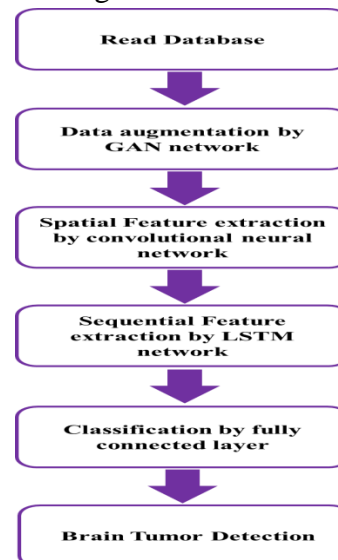 Read Database
Data augmentation by
GAN network
Spatial Feature extraction
by convolutional neural
network
Sequential Feature
extraction by LSTM
network
Classification by fully
connected layer
Brain Tumor Detection